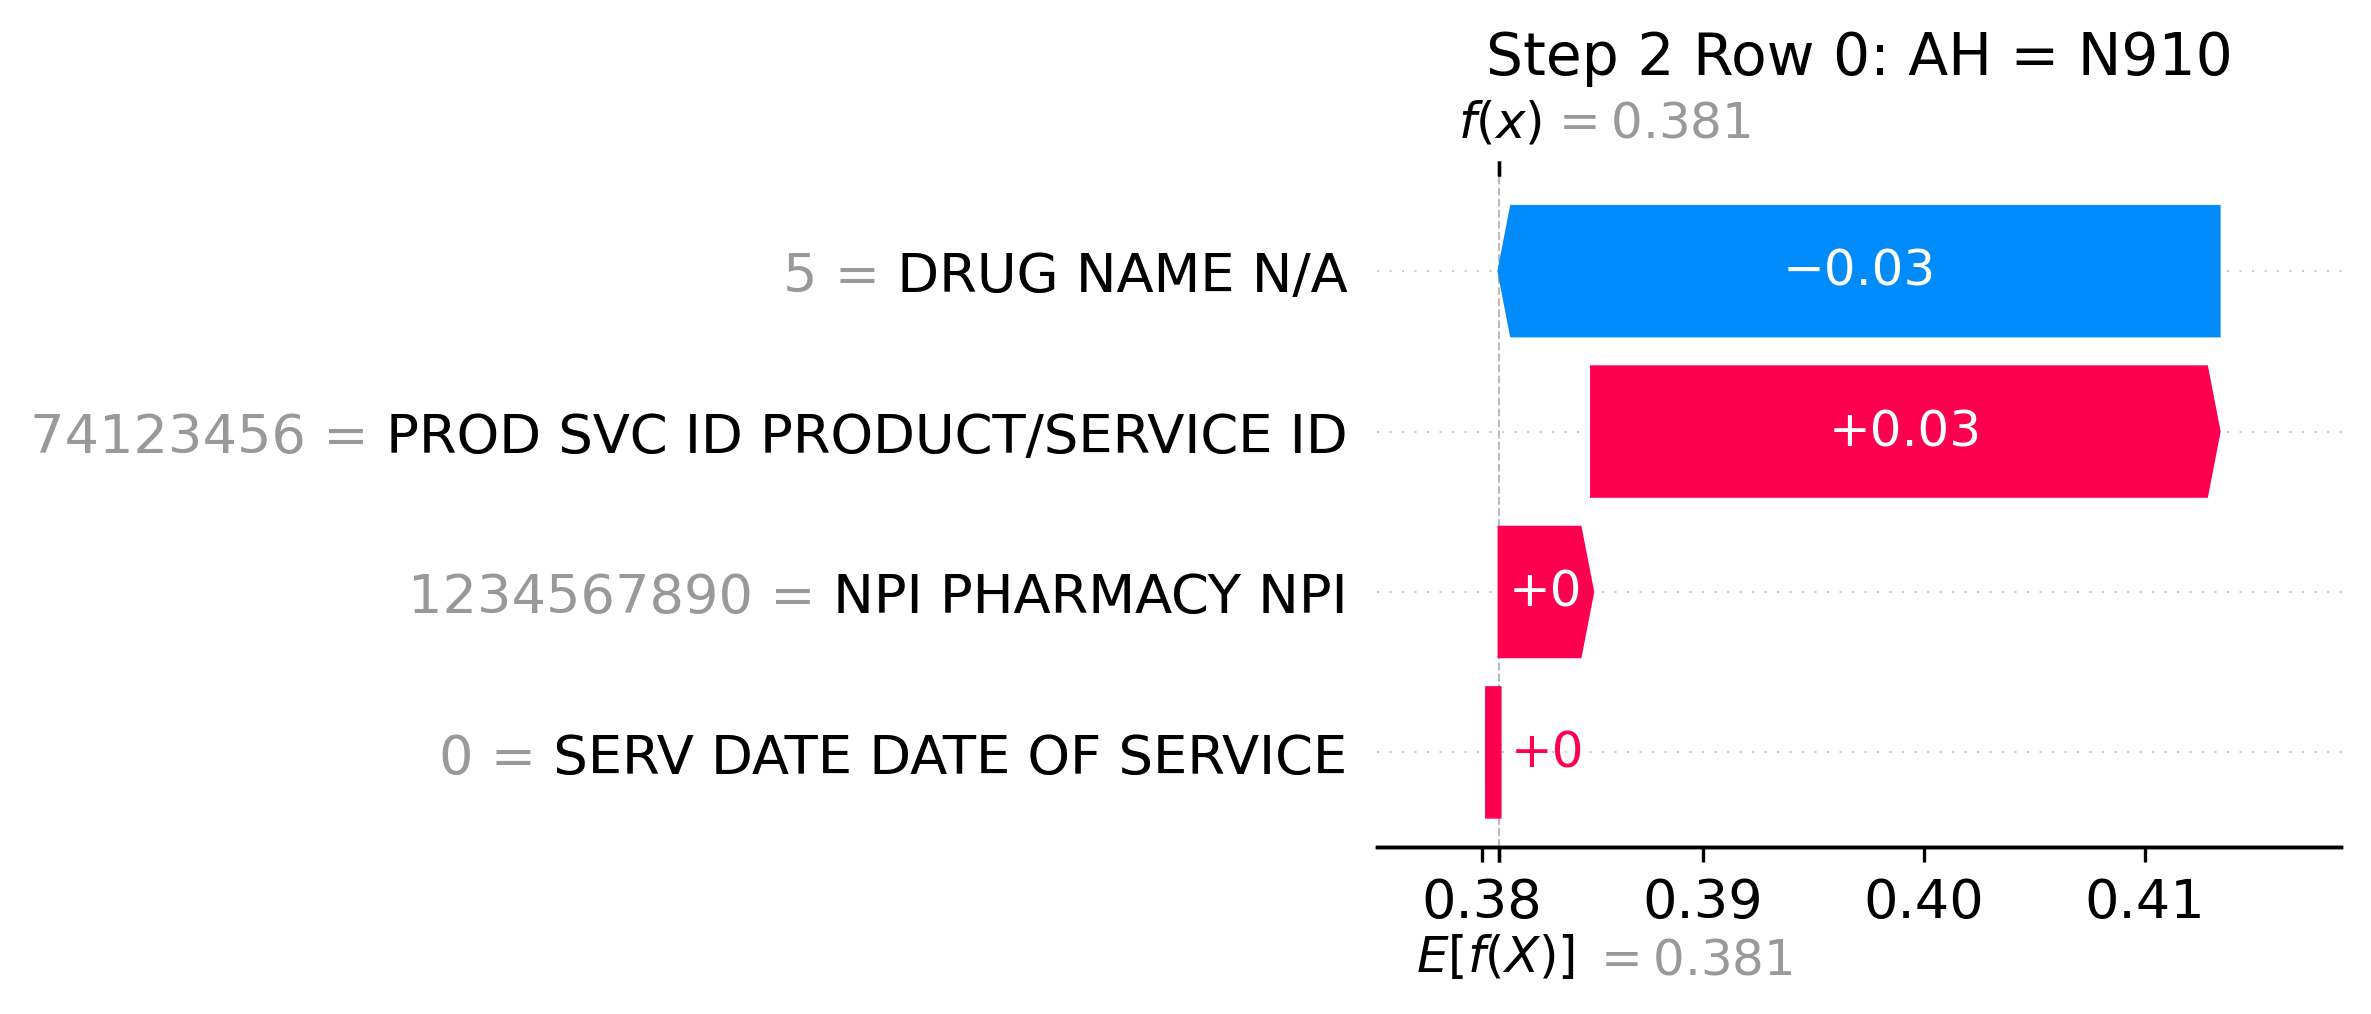 Step 2 Row 0: AH = N910
f(x) = 0.381
5 = DRUG NAME N/A
−0.03
74123456 = PROD SVC ID PRODUCT/SERVICE ID
+0.03
1234567890 = NPI PHARMACY NPI
+0
0 = SERV DATE DATE OF SERVICE
+0
0.38 0.39 0.40 0.41
E[f(X)] = 0.381